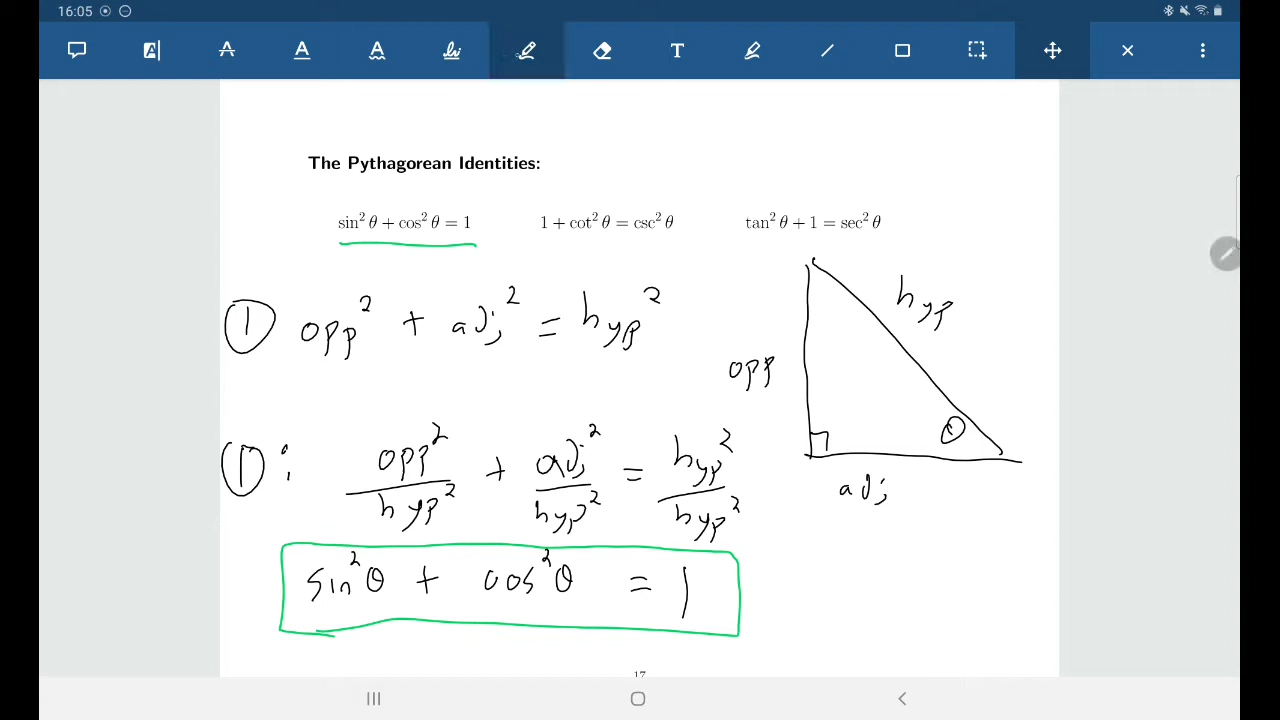 16:05
The Pythagorean Identities:
sin² θ + cos² θ = 1    1 + cot² θ = csc² θ    tan² θ + 1 = sec² θ
① opp² + adj² = hyp²
hyp
opp
θ
adj
①: opp²/hyp² + adj²/hyp² = hyp²/hyp²
sin²θ + cos²θ = 1
17